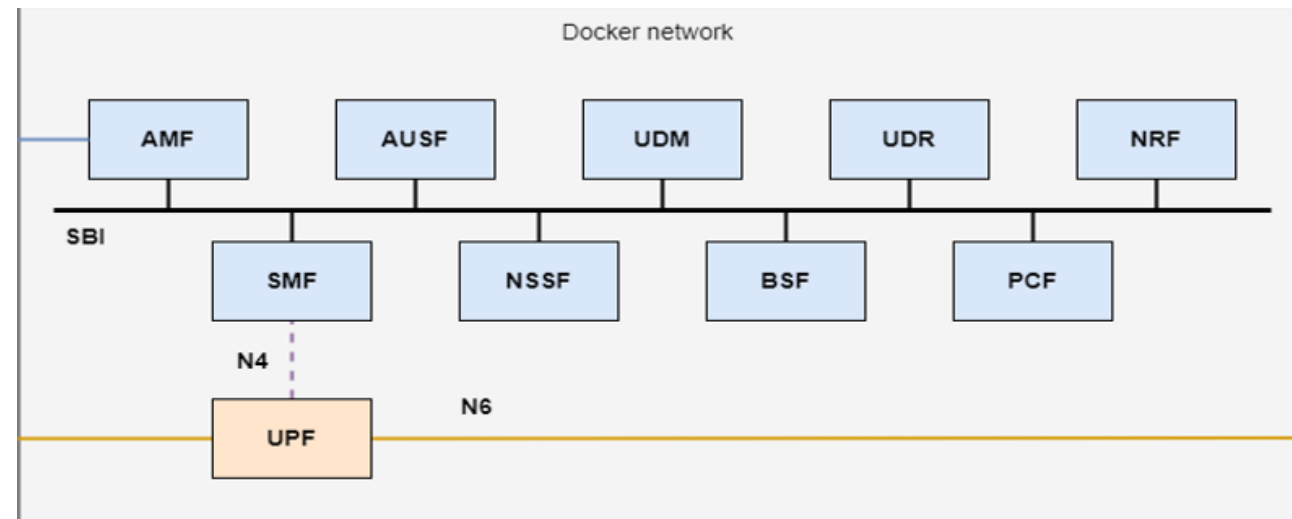 Docker network
AMF
AUSF
UDM
UDR
NRF
SBI
SMF
NSSF
BSF
PCF
N4
N6
UPF